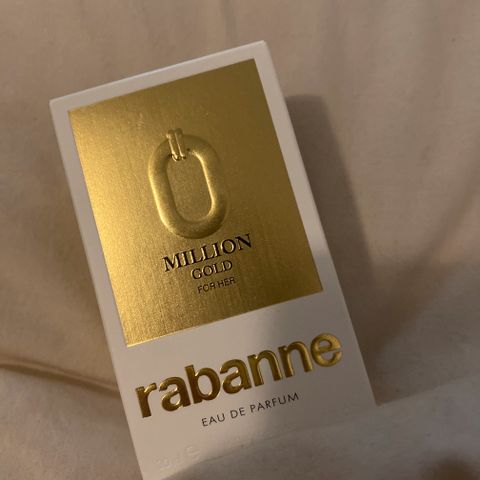 MILLION
GOLD
FOR HER
rabanne
EAU DE PARFUM